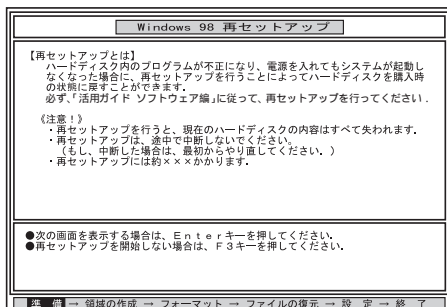 Windows 98 再セットアップ
【再セットアップとは】
ハードディスク内のプログラムが不正になり、電源を入れてもシステムが起動し
なくなった場合に、再セットアップを行うことによってハードディスクを購入時
の状態に戻すことができます.
必ず、「活用ガイド ソフトウェア編」に従って、再セットアップを行ってください.
《注意！》
・再セットアップを行うと、現在のハードディスクの内容はすべて失われます.
・再セットアップは、途中で中断しないでください。
（もし、中断した場合は、最初からやり直してください.）
・再セットアップには約×××かかります.
●次の画面を表示する場合は、Ｅｎｔｅｒキーを押してください.
●再セットアップを開始しない場合は、Ｆ３キーを押してください.
準　備 → 領域の作成 → フォーマット → ファイルの復元 → 設　定 → 終　了